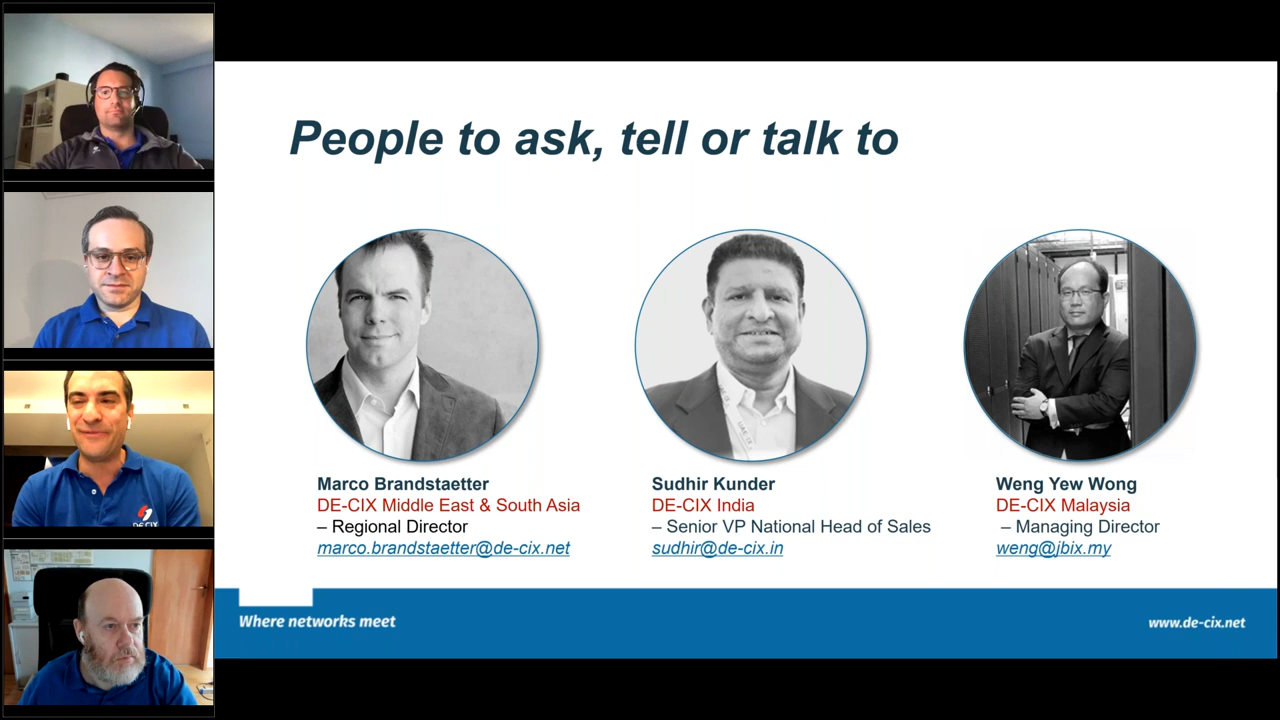 People to ask, tell or talk to
Marco Brandstaetter
DE-CIX Middle East & South Asia
– Regional Director
marco.brandstaetter@de-cix.net
Sudhir Kunder
DE-CIX India
– Senior VP National Head of Sales
sudhir@de-cix.in
Weng Yew Wong
DE-CIX Malaysia
– Managing Director
weng@jbix.my
Where networks meet
www.de-cix.net
DE CIX